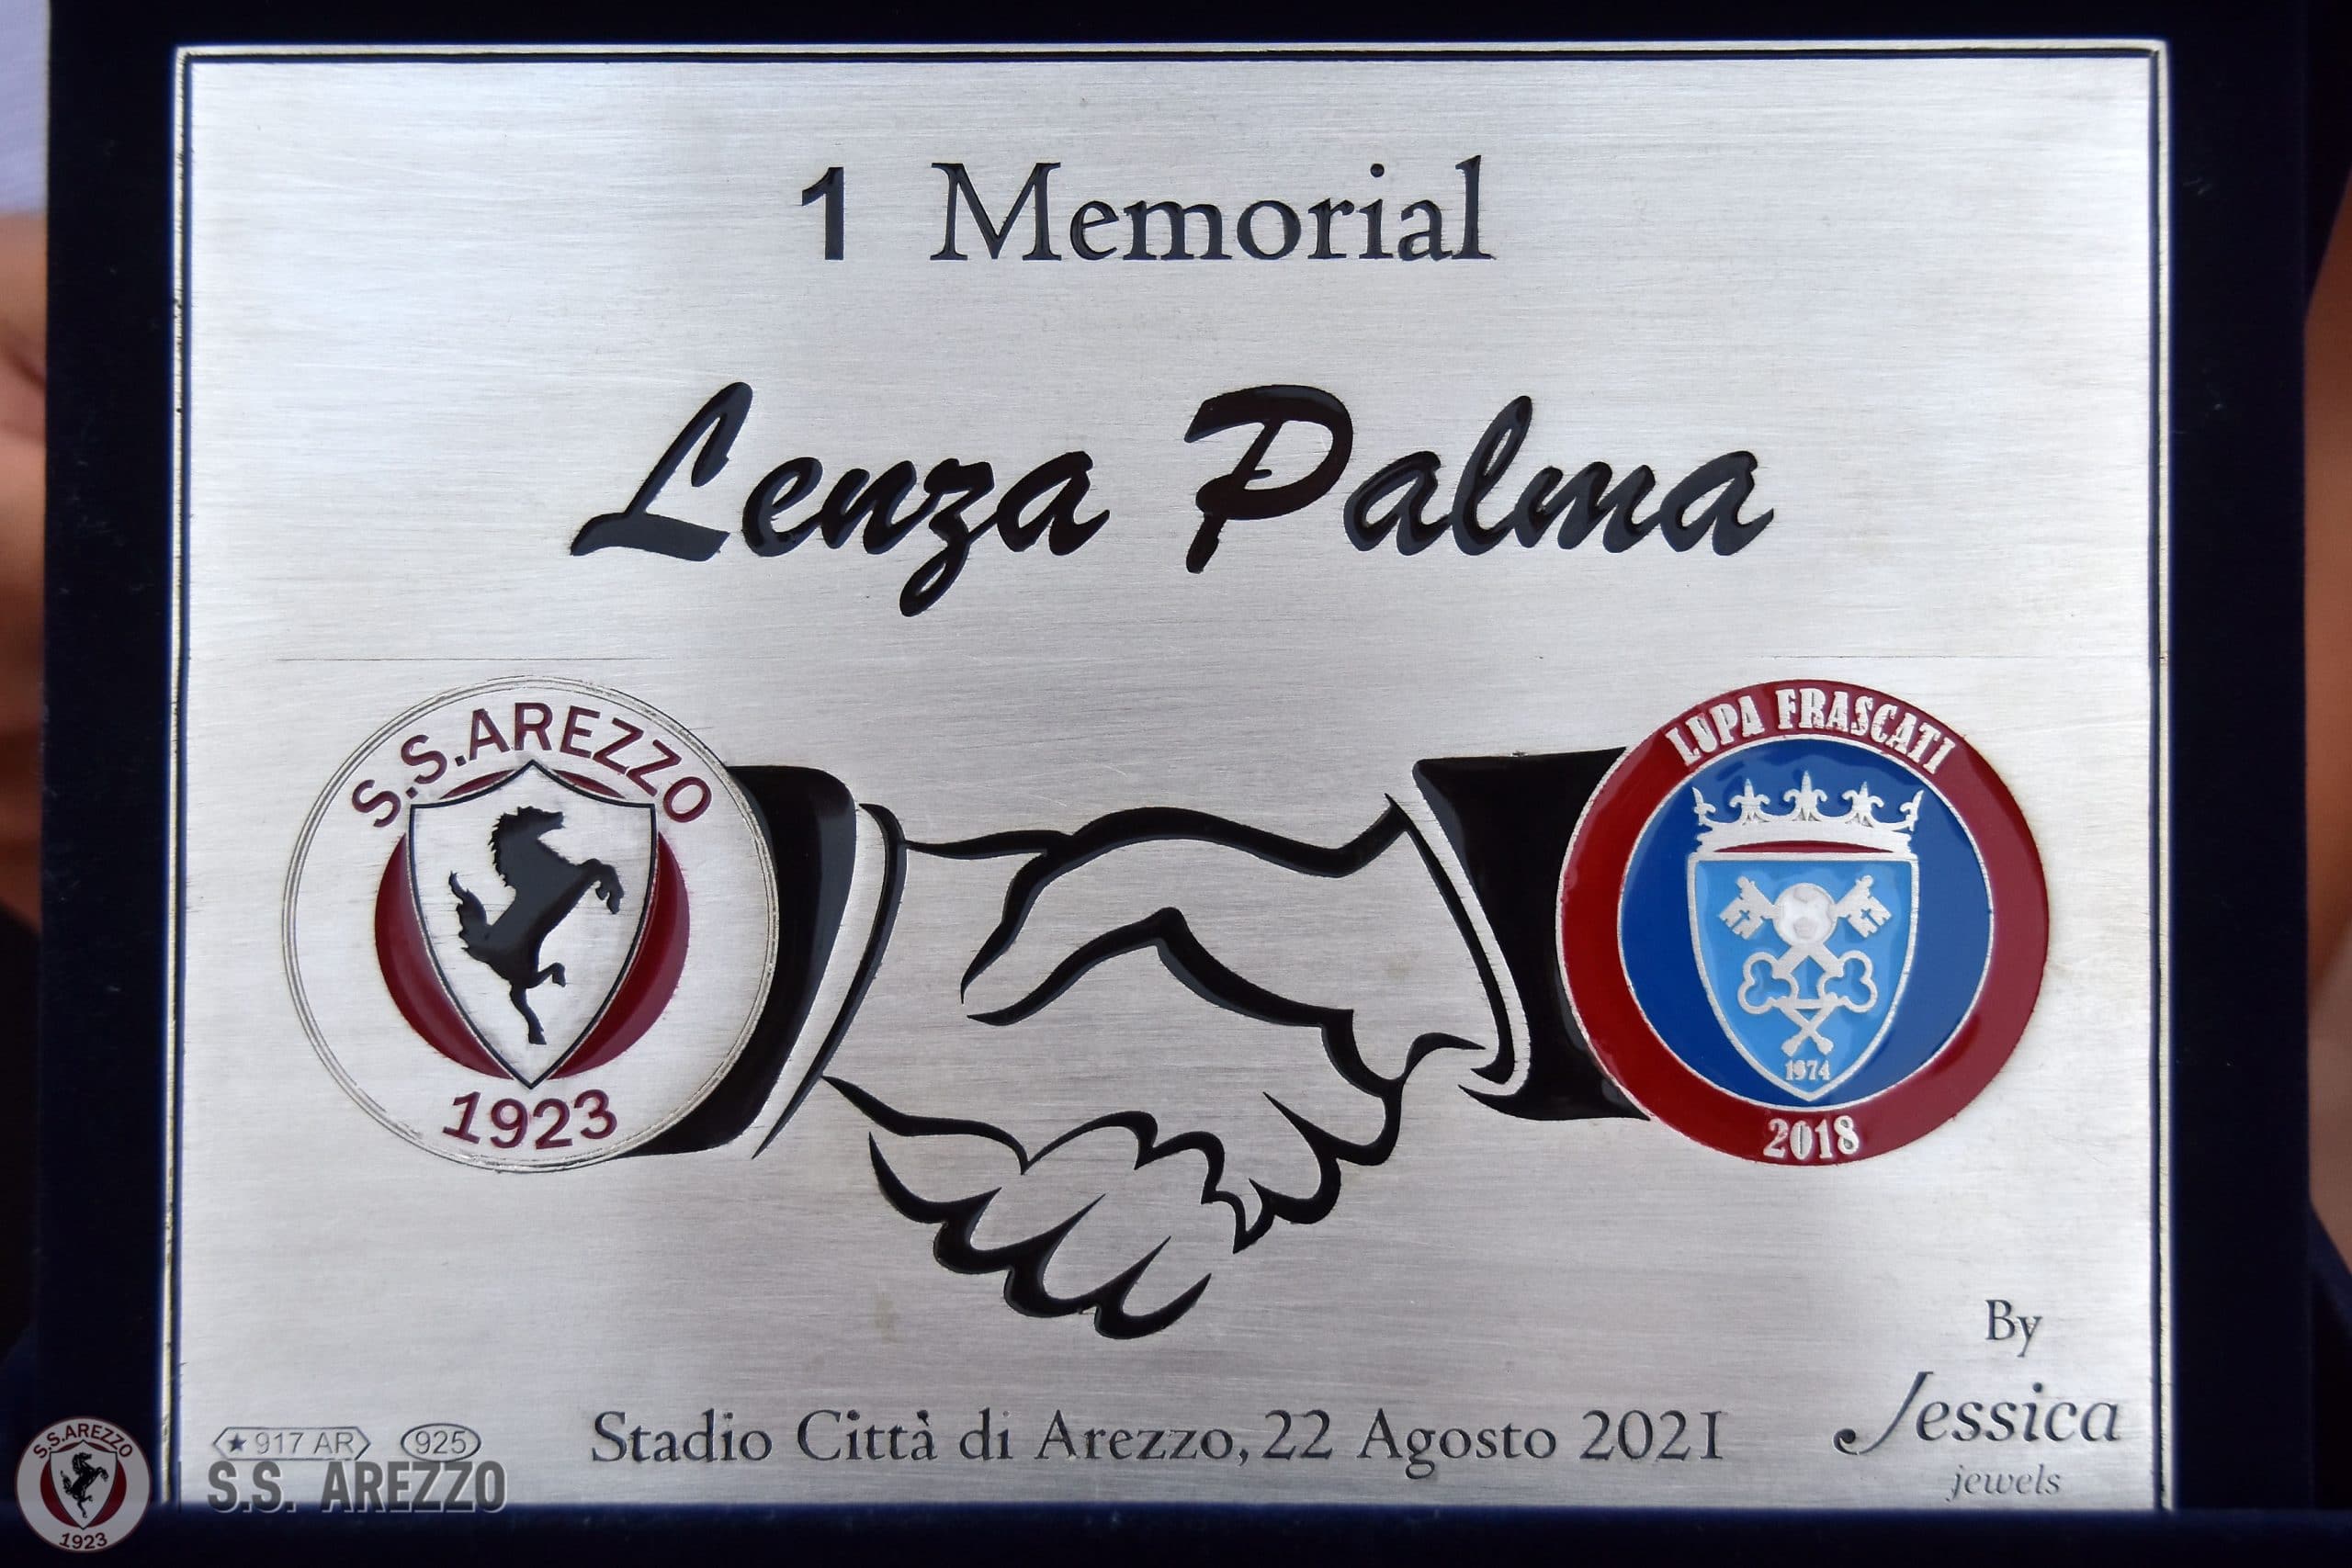 1 Memorial
Lenza Palma
S.S.AREZZO
1923
LUPA FRASCATI
1974
2018
By
Jessica
jewels
★917 AR 925
Stadio Città di Arezzo, 22 Agosto 2021
S.S.AREZZO
1923
S.S. AREZZO